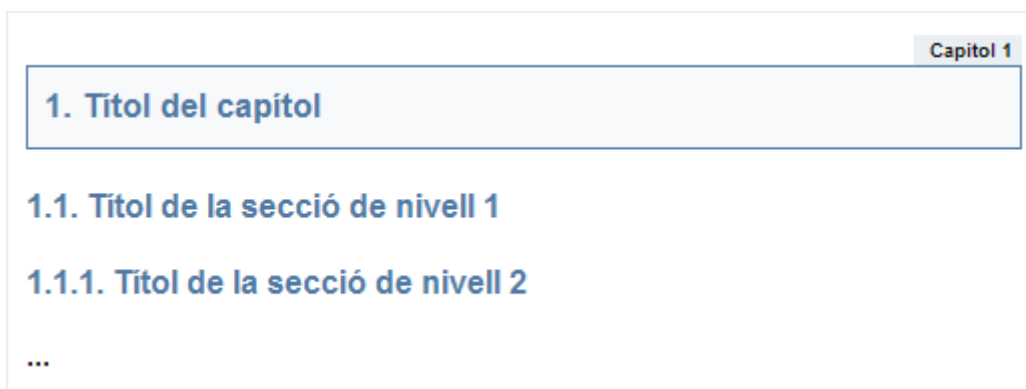 Capitol 1
1. Títol del capítol
1.1. Títol de la secció de nivell 1
1.1.1. Títol de la secció de nivell 2
...